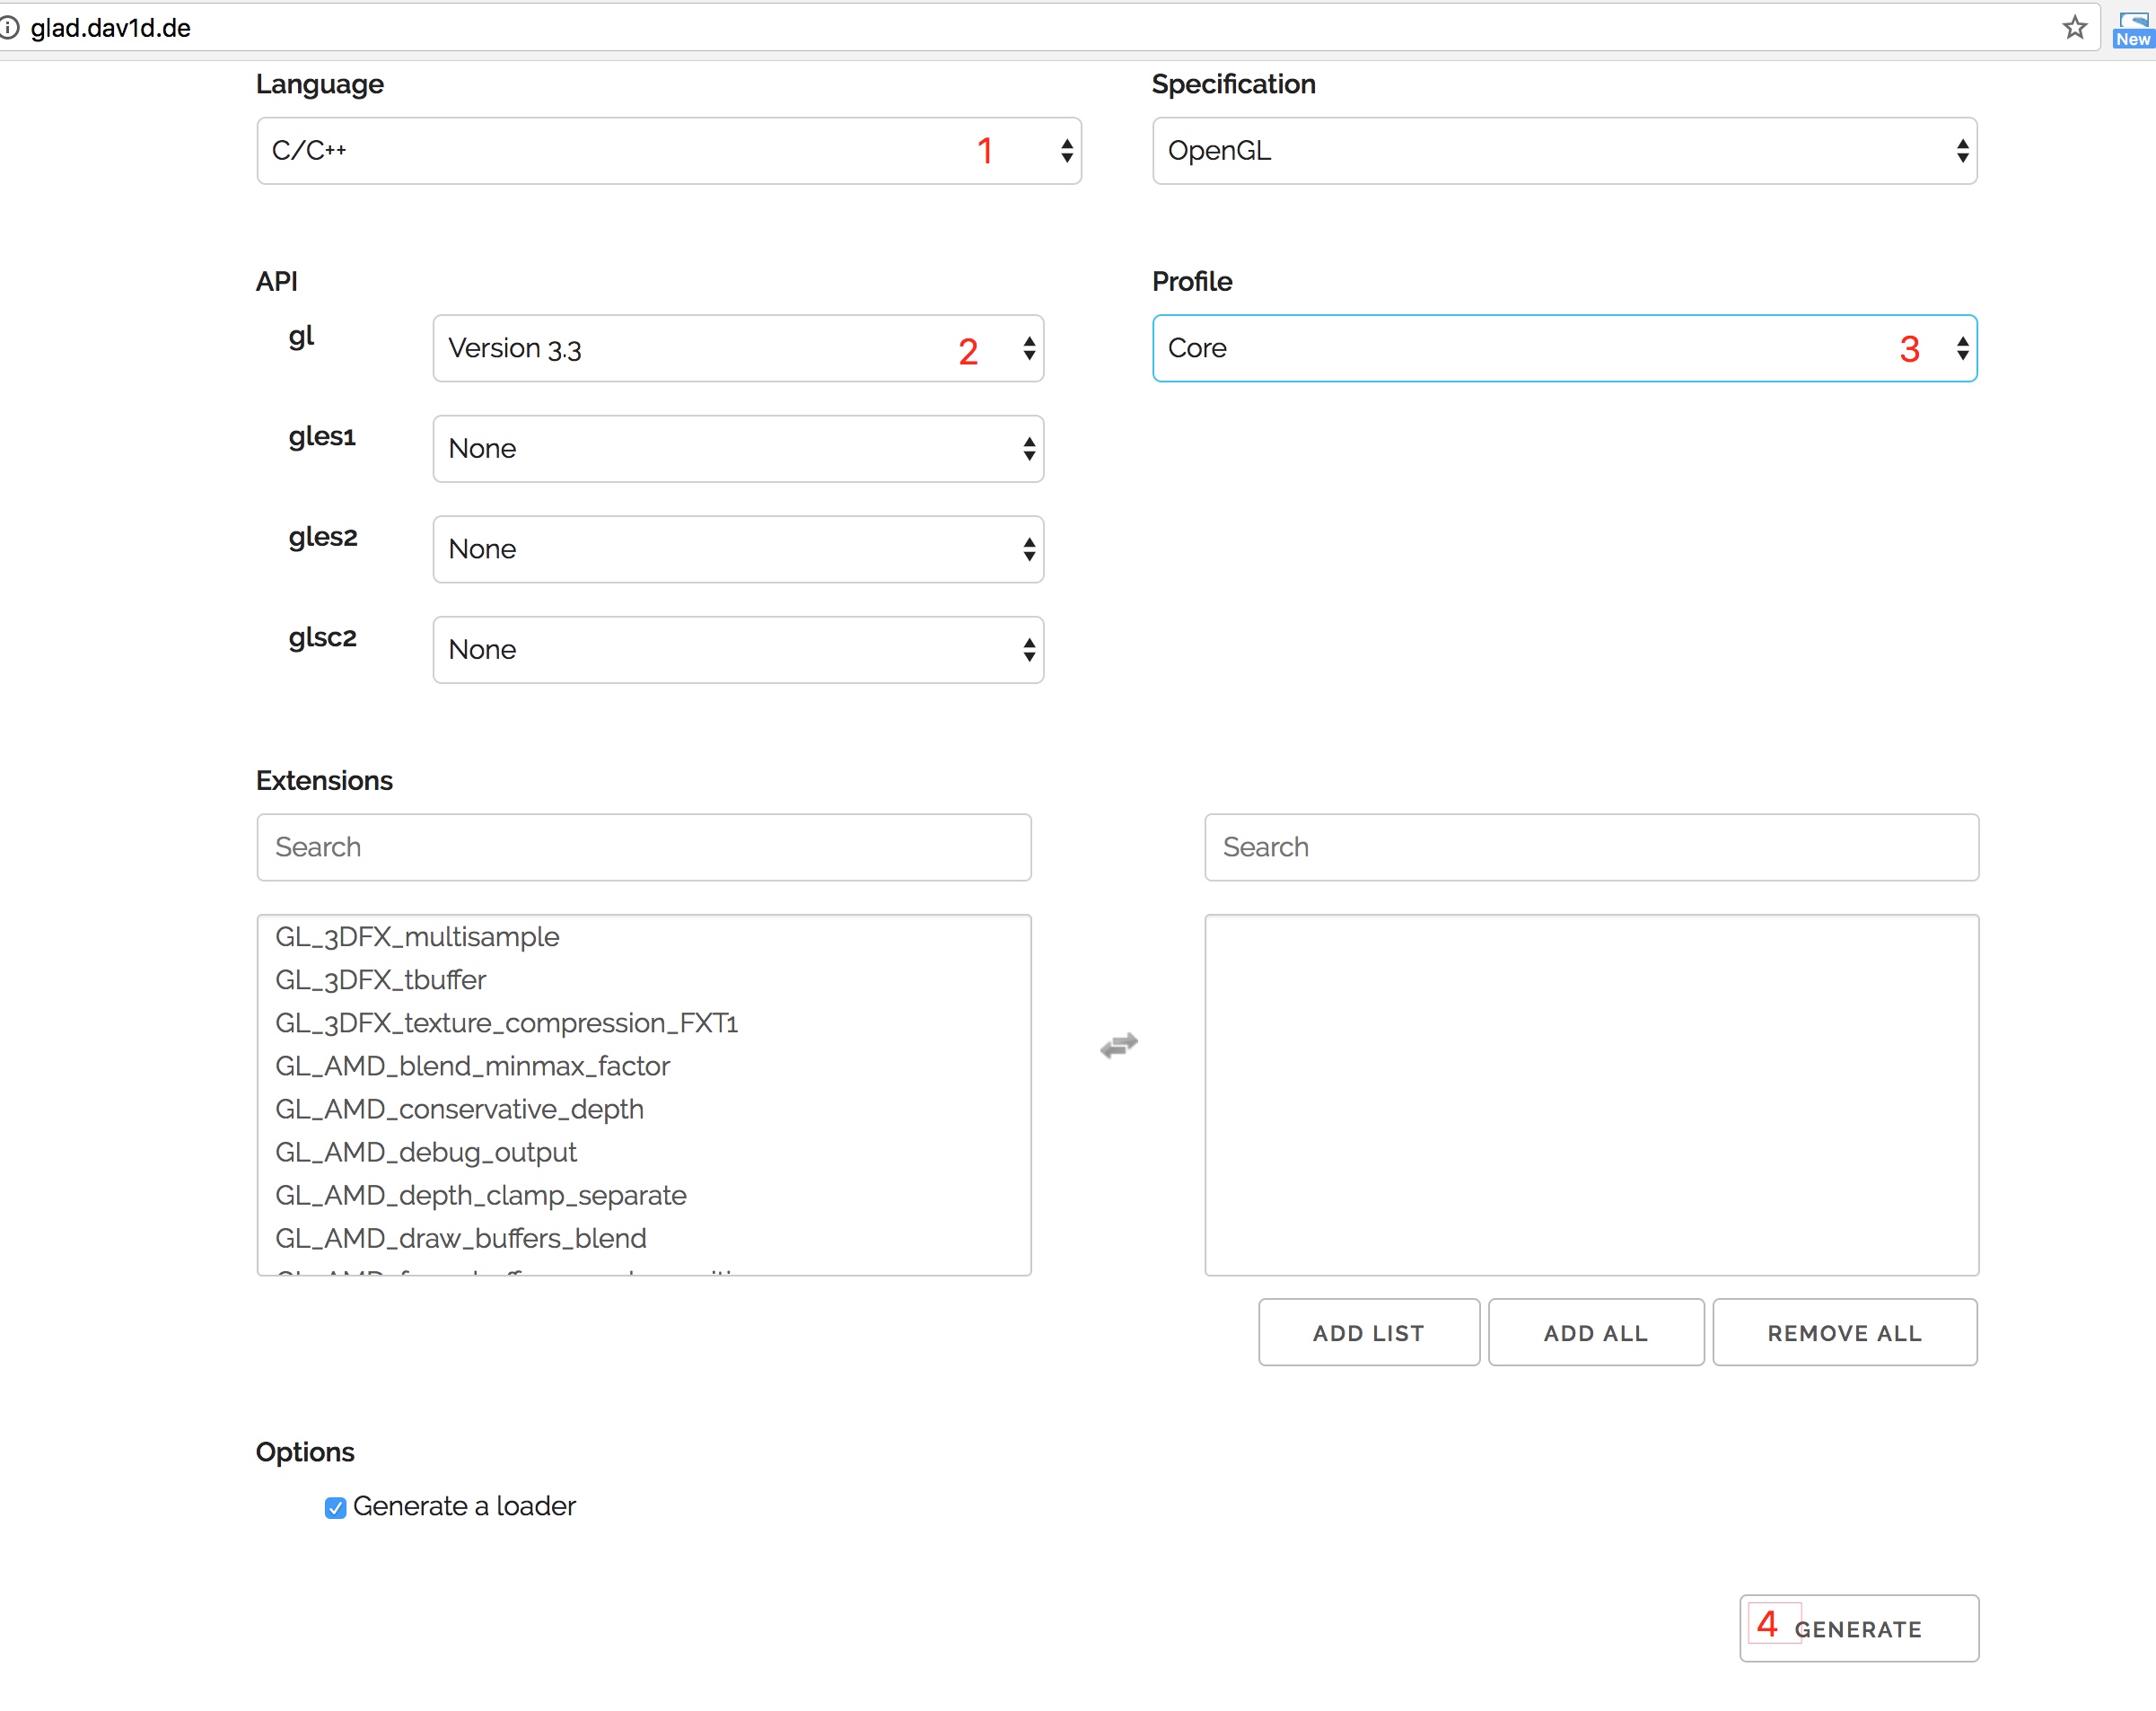 glad.dav1d.de
New
Language
Specification
C/C++ 1
OpenGL
API
Profile
gl
Version 3.3 2
Core 3
gles1
None
gles2
None
glsc2
None
Extensions
Search
Search
GL_3DFX_multisample
GL_3DFX_tbuffer
GL_3DFX_texture_compression_FXT1
GL_AMD_blend_minmax_factor
GL_AMD_conservative_depth
GL_AMD_debug_output
GL_AMD_depth_clamp_separate
GL_AMD_draw_buffers_blend
ADD LIST
ADD ALL
REMOVE ALL
Options
Generate a loader
4 GENERATE